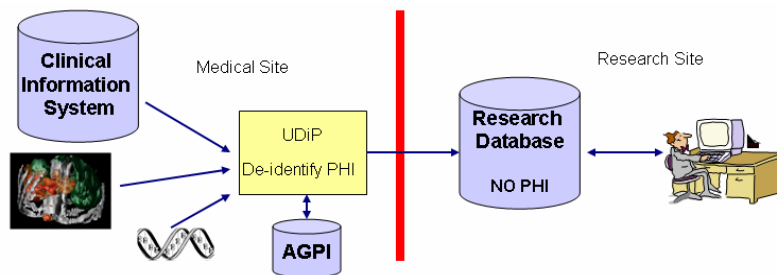 Clinical
Information
System
Medical Site
UDiP
De-identify PHI
AGPI
Research Site
Research
Database
NO PHI